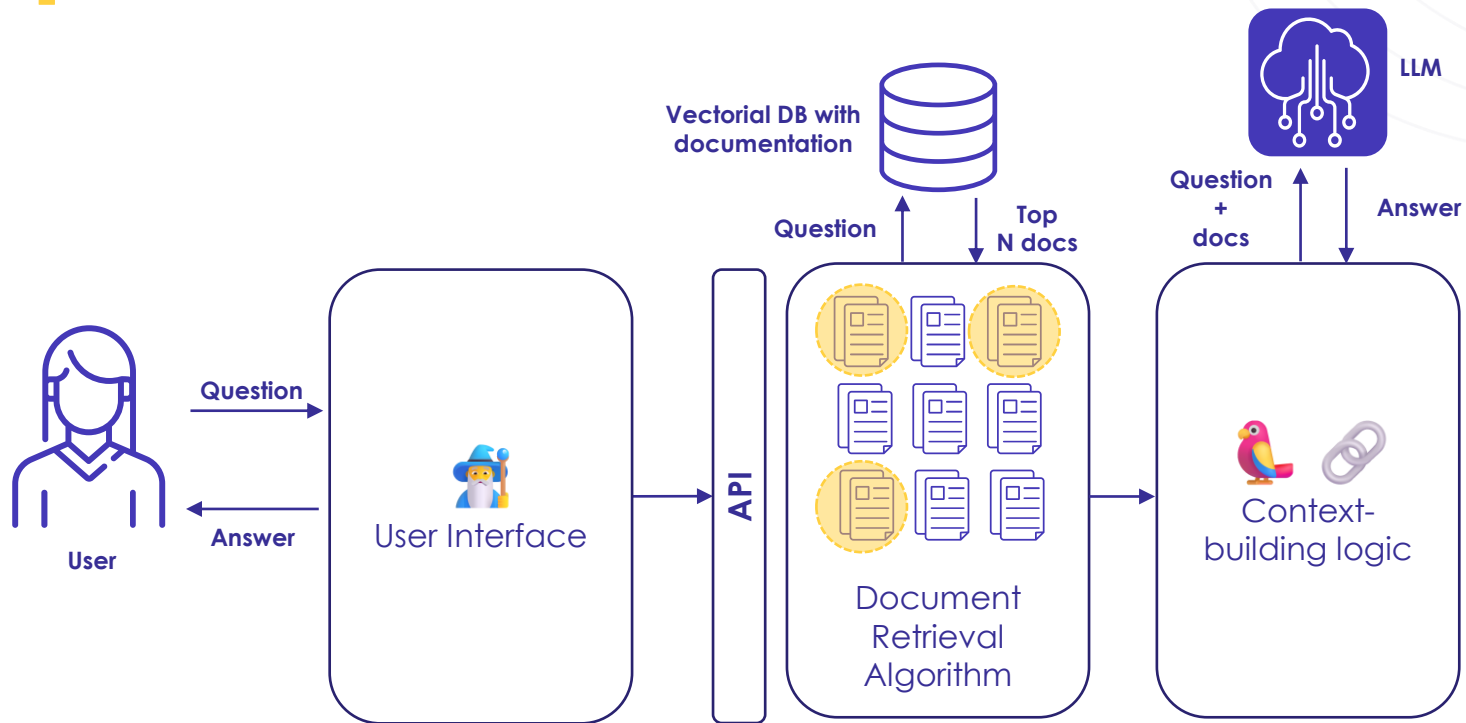 LLM
Vectorial DB with
documentation
Question
+
docs
Answer
Question
Top
N docs
Question
Answer
User
User Interface
API
Document
Retrieval
Algorithm
Context-
building logic